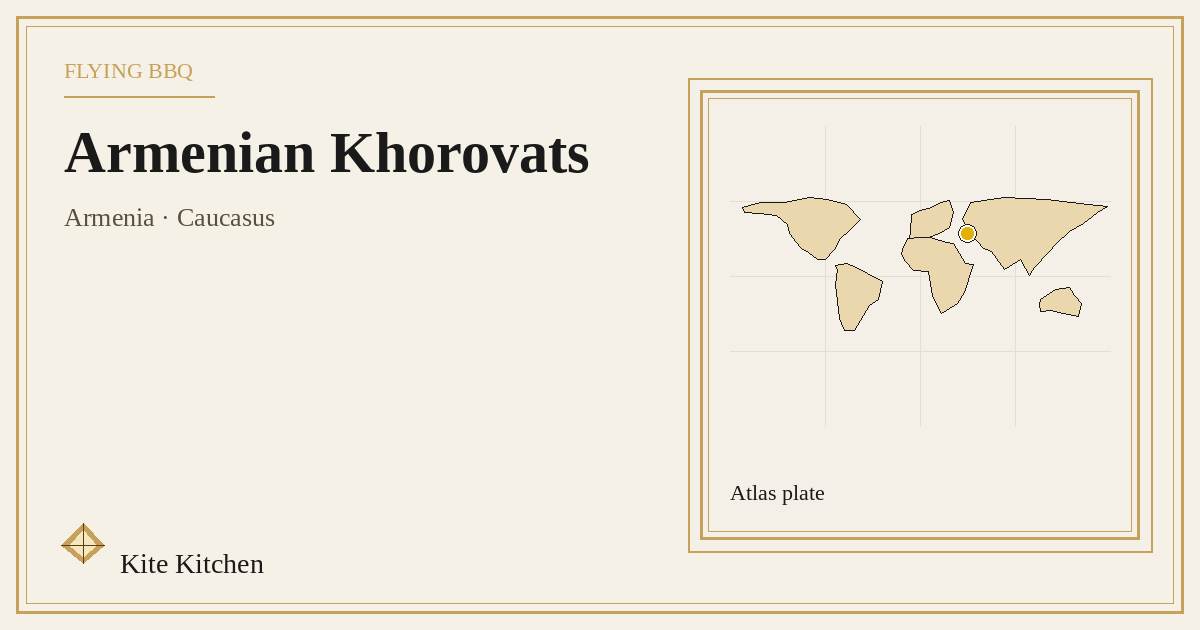 FLYING BBQ
Armenian Khorovats
Armenia · Caucasus
Atlas plate
Kite Kitchen